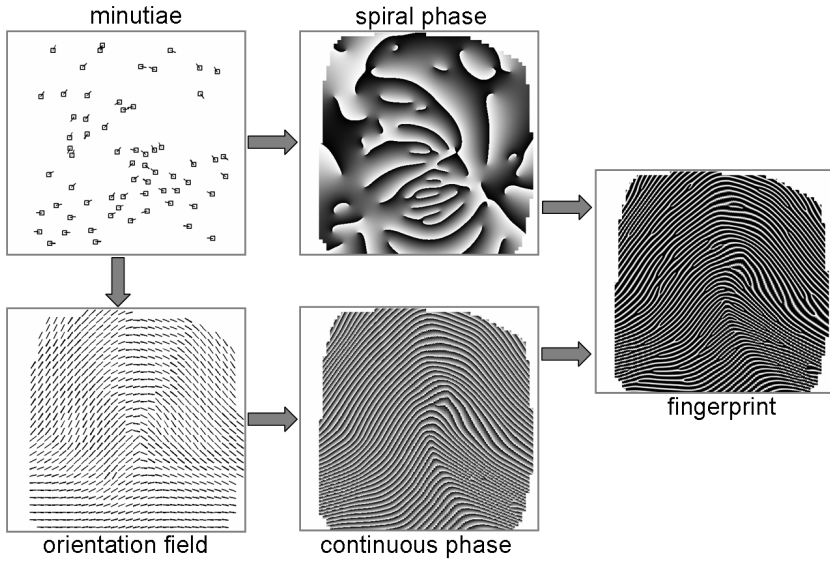 minutiae
spiral phase
fingerprint
orientation field
continuous phase